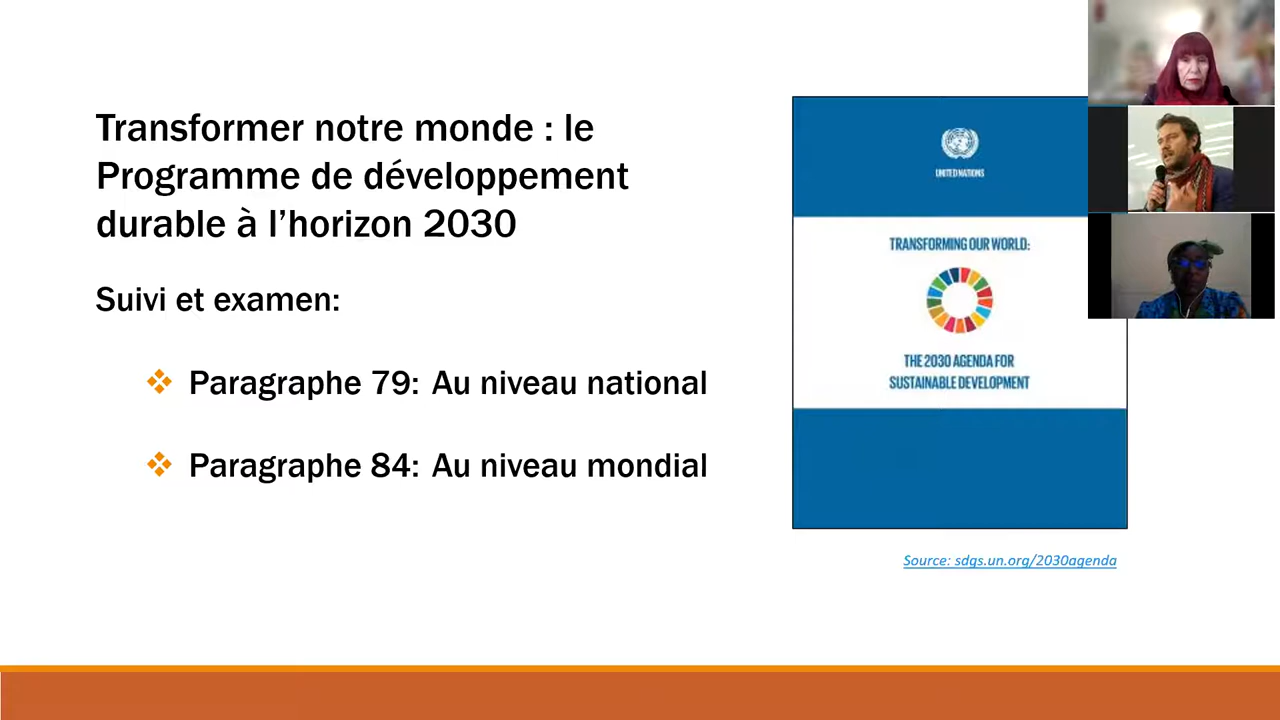 Transformer notre monde : le
Programme de développement
durable à l’horizon 2030
Suivi et examen:
Paragraphe 79: Au niveau national
Paragraphe 84: Au niveau mondial
UNITED NATIONS
TRANSFORMING OUR WORLD:
THE 2030 AGENDA FOR
SUSTAINABLE DEVELOPMENT
Source: sdgs.un.org/2030agenda